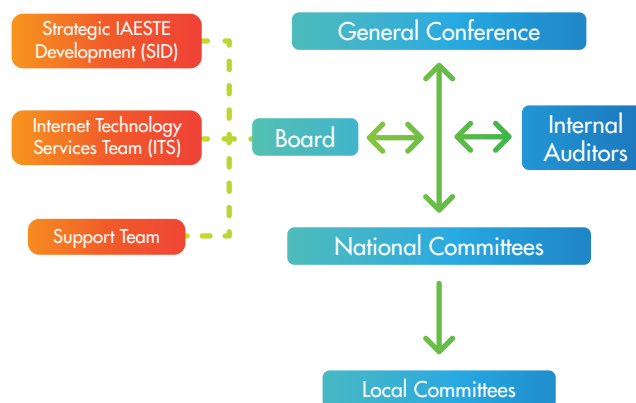 Strategic IAESTE
Development (SID)
General Conference
Internet Technology
Services Team (ITS)
Board
Internal
Auditors
Support Team
National Committees
Local Committees